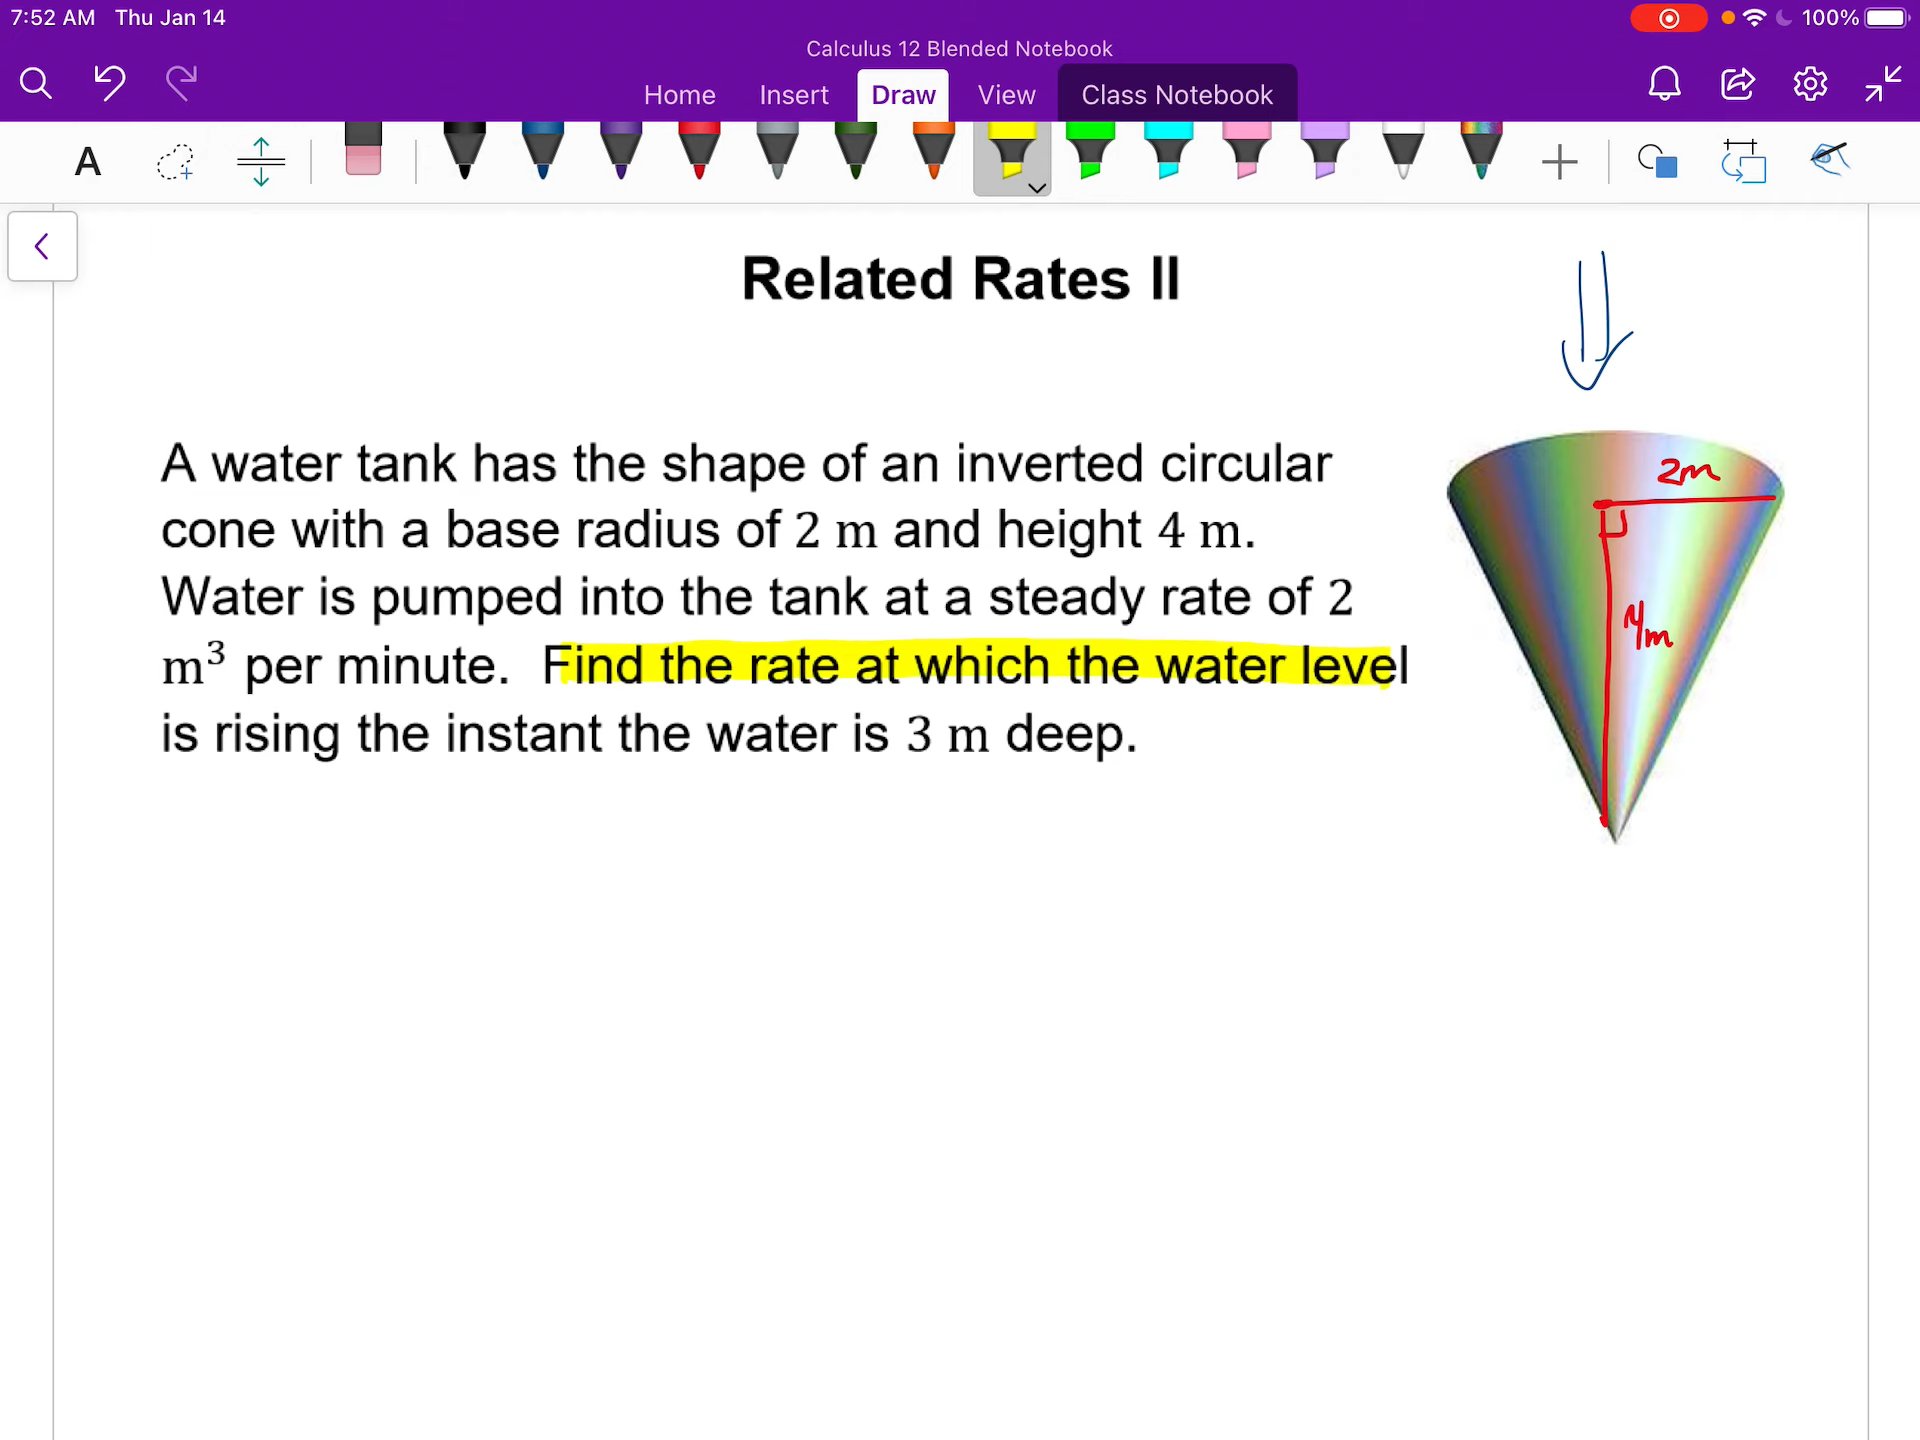 7:52 AM Thu Jan 14
100%
Calculus 12 Blended Notebook
Home Insert Draw View Class Notebook
A
Related Rates II
A water tank has the shape of an inverted circular
cone with a base radius of 2 m and height 4 m.
Water is pumped into the tank at a steady rate of 2
m³ per minute. Find the rate at which the water level
is rising the instant the water is 3 m deep.
2m
4m